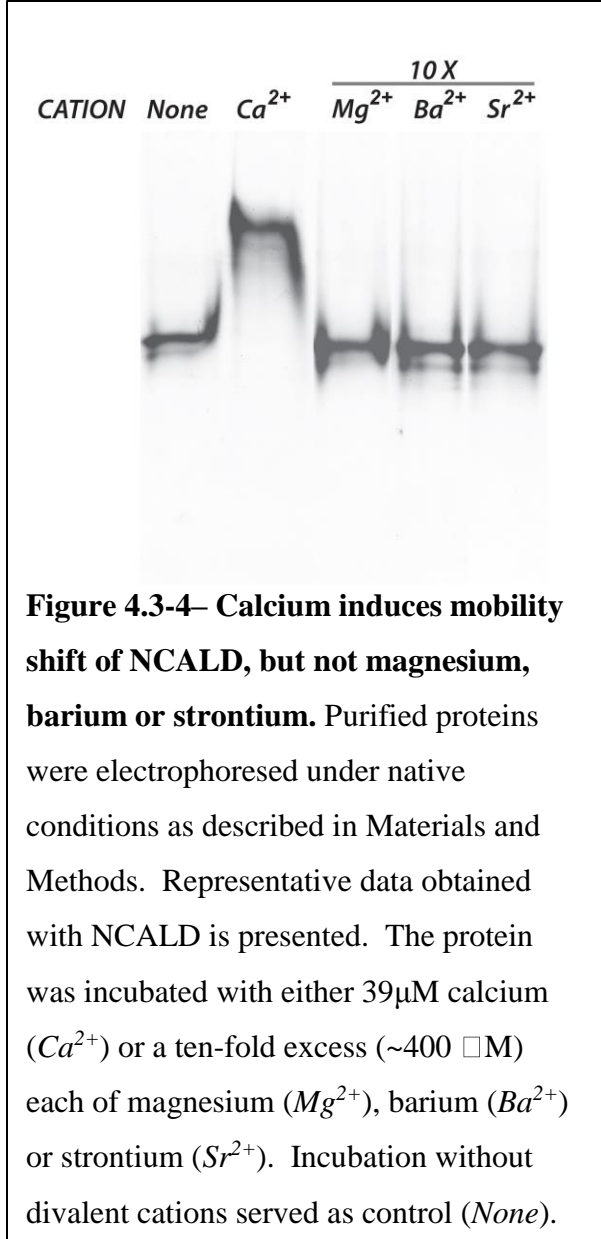 10 X
CATION None Ca²⁺ Mg²⁺ Ba²⁺ Sr²⁺
Figure 4.3-4– Calcium induces mobility
shift of NCALD, but not magnesium,
barium or strontium. Purified proteins
were electrophoresed under native
conditions as described in Materials and
Methods. Representative data obtained
with NCALD is presented. The protein
was incubated with either 39μM calcium
(Ca²⁺) or a ten-fold excess (~400 □M)
each of magnesium (Mg²⁺), barium (Ba²⁺)
or strontium (Sr²⁺). Incubation without
divalent cations served as control (None).